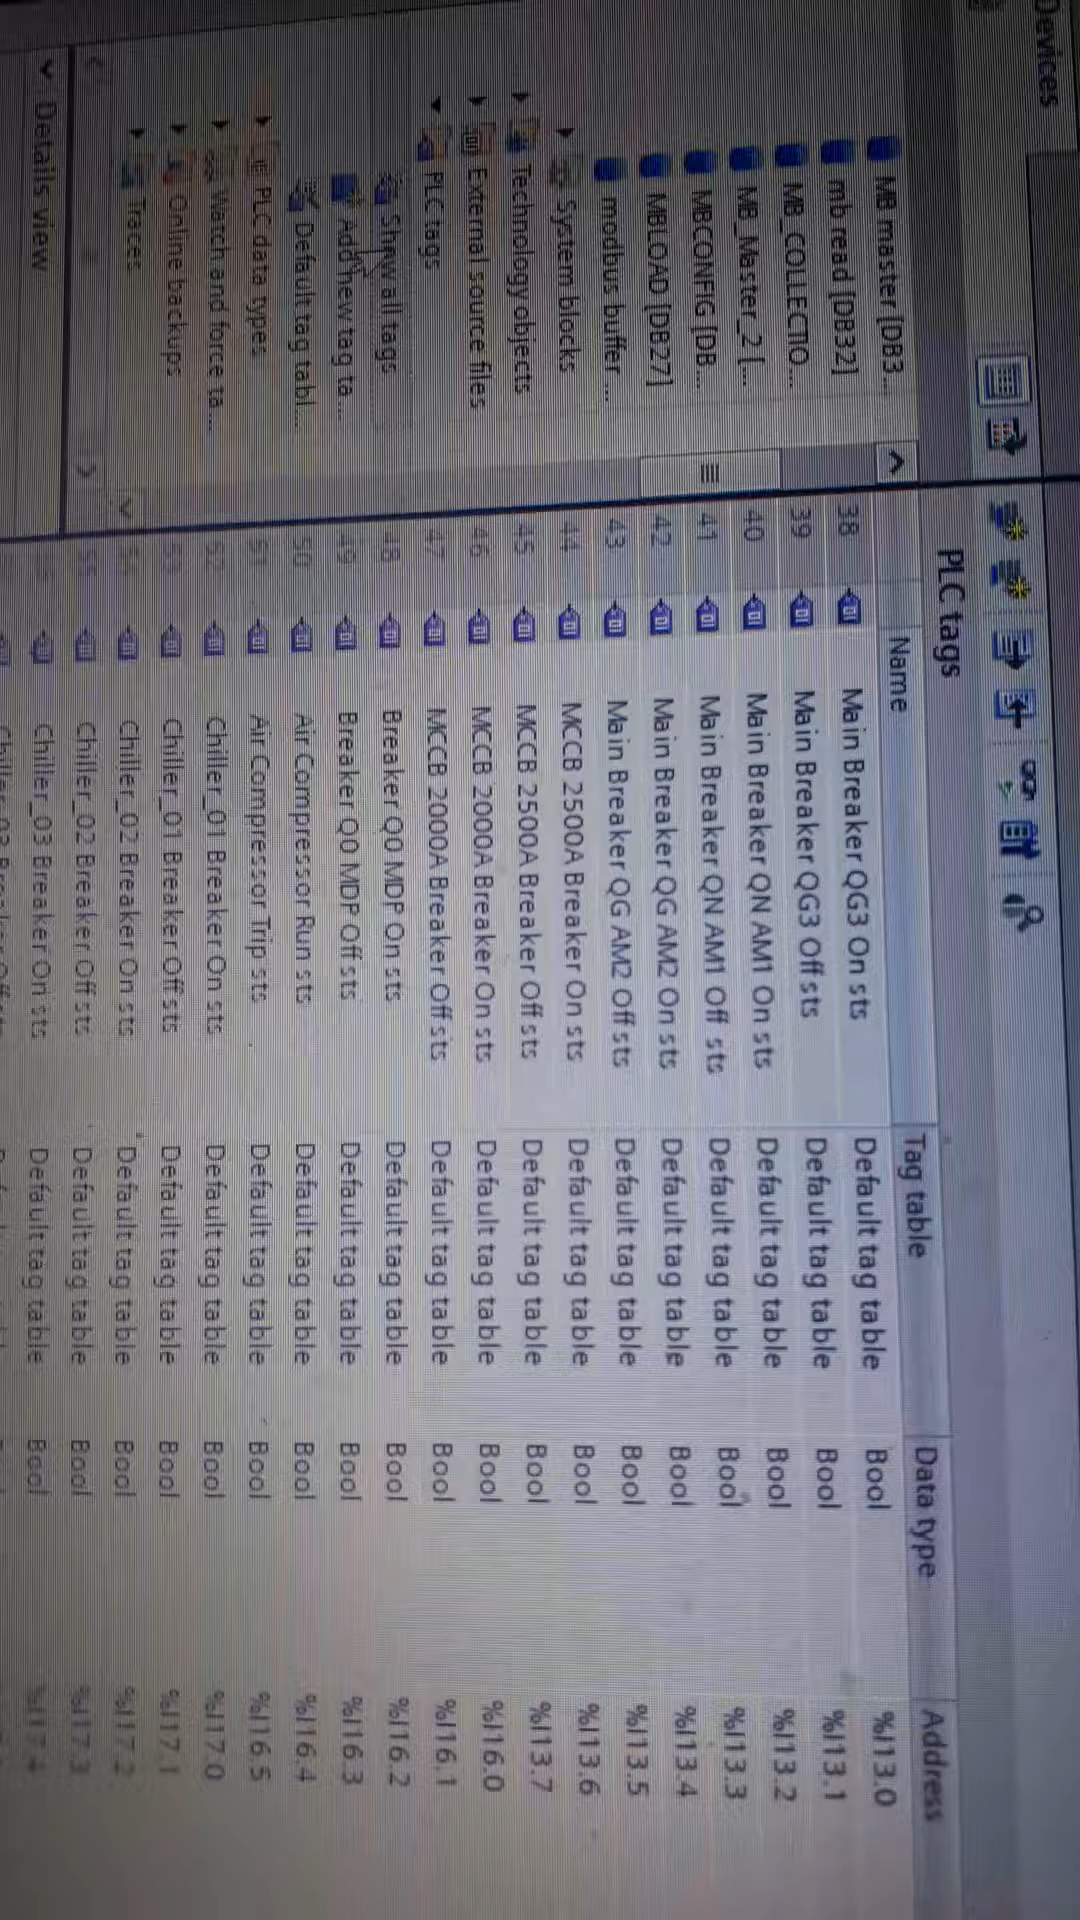 Devices
MB master [DB3...
mb read [DB32]
MB_COLLECTIO...
MB_Master_2 [...
MBCONFIG [DB...
MBLOAD [DB27]
modbus buffer ...
System blocks
Technology objects
External source files
PLC tags
Show all tags
Add new tag ta...
Default tag tabl...
PLC data types
Watch and force ta...
Online backups
Traces
Details view
PLC tags
Name Tag table Data type Address
38 Main Breaker QG3 On sts Default tag table Bool %I13.0
39 Main Breaker QG3 Off sts Default tag table Bool %I13.1
40 Main Breaker QN AM1 On sts Default tag table Bool %I13.2
41 Main Breaker QN AM1 Off sts Default tag table Bool %I13.3
42 Main Breaker QG AM2 On sts Default tag table Bool %I13.4
43 Main Breaker QG AM2 Off sts Default tag table Bool %I13.5
44 MCCB 2500A Breaker On sts Default tag table Bool %I13.6
45 MCCB 2500A Breaker Off sts Default tag table Bool %I13.7
46 MCCB 2000A Breaker On sts Default tag table Bool %I16.0
47 MCCB 2000A Breaker Off sts Default tag table Bool %I16.1
48 Breaker Q0 MDP On sts Default tag table Bool %I16.2
49 Breaker Q0 MDP Off sts Default tag table Bool %I16.3
50 Air Compressor Run sts Default tag table Bool %I16.4
51 Air Compressor Trip sts Default tag table Bool %I16.5
52 Chiller_01 Breaker On sts Default tag table Bool %I17.0
53 Chiller_01 Breaker Off sts Default tag table Bool %I17.1
54 Chiller_02 Breaker On sts Default tag table Bool %I17.2
55 Chiller_02 Breaker Off sts Default tag table Bool %I17.3
Chiller_03 Breaker On sts Default tag table Bool %I17.4